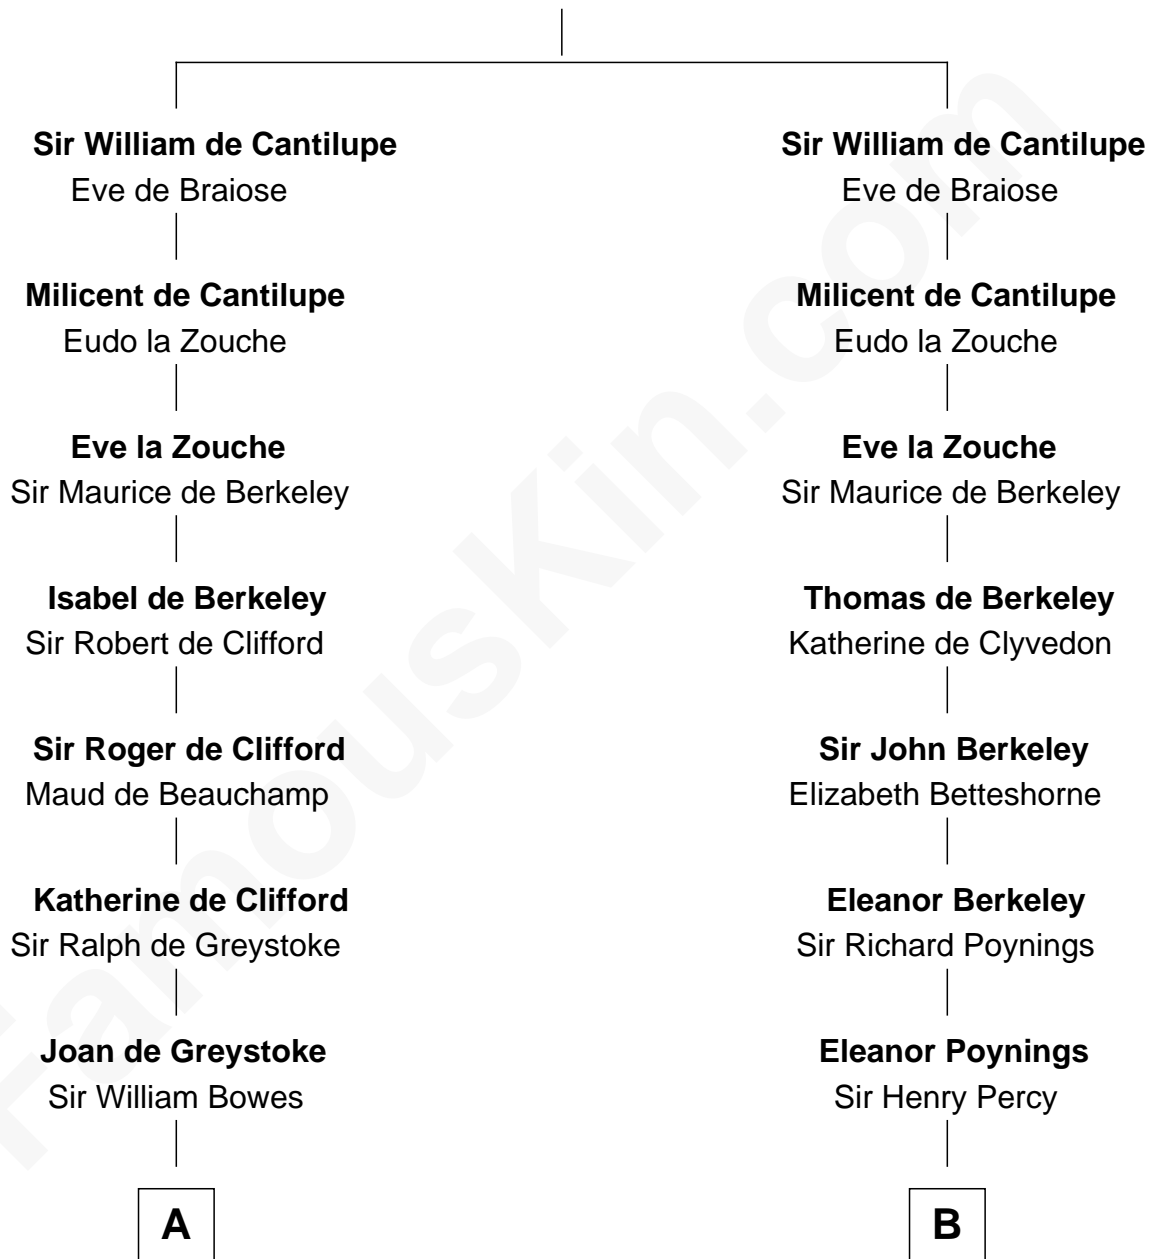 Sir William de Cantilupe
Eve de Braiose
Milicent de Cantilupe
Eudo la Zouche
Eve la Zouche
Sir Maurice de Berkeley
Isabel de Berkeley
Sir Robert de Clifford
Sir Roger de Clifford
Maud de Beauchamp
Katherine de Clifford
Sir Ralph de Greystoke
Joan de Greystoke
Sir William Bowes
A
Sir William de Cantilupe
Eve de Braiose
Milicent de Cantilupe
Eudo la Zouche
Eve la Zouche
Sir Maurice de Berkeley
Thomas de Berkeley
Katherine de Clyvedon
Sir John Berkeley
Elizabeth Betteshorne
Eleanor Berkeley
Sir Richard Poynings
Eleanor Poynings
Sir Henry Percy
B
FamousKin.com